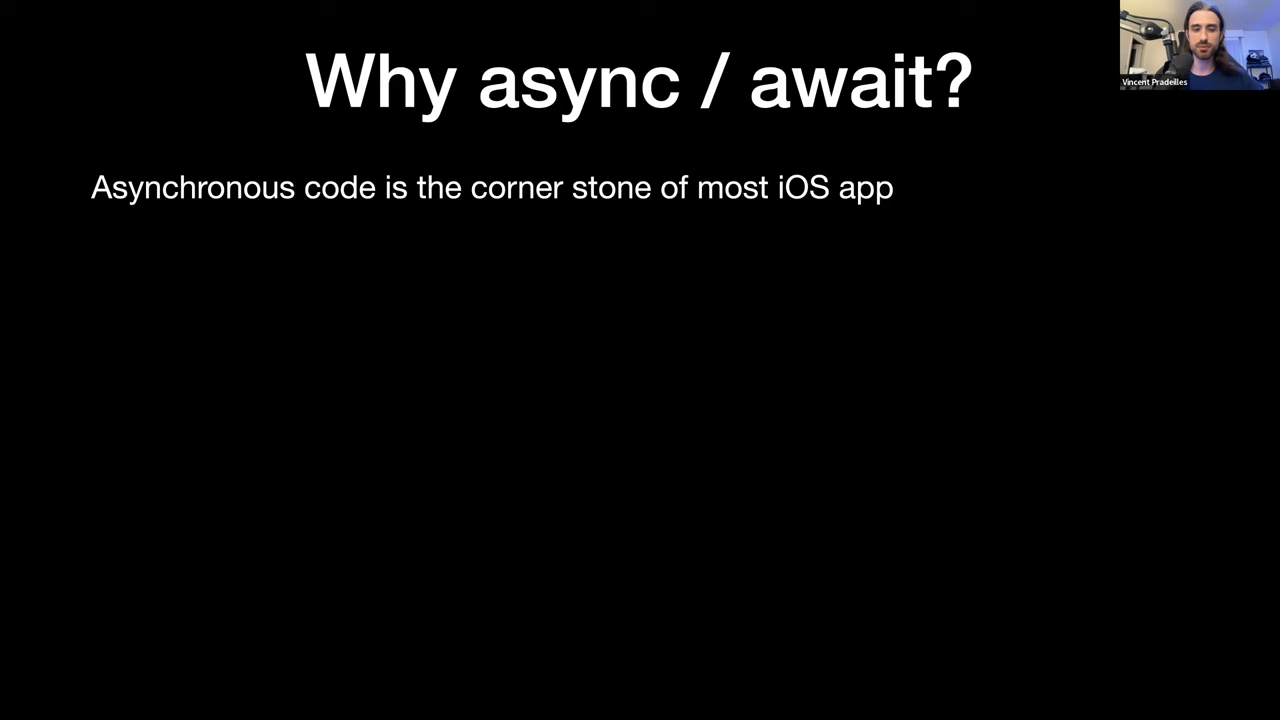 Why async / await?
Vincent Pradeilles
Asynchronous code is the corner stone of most iOS app